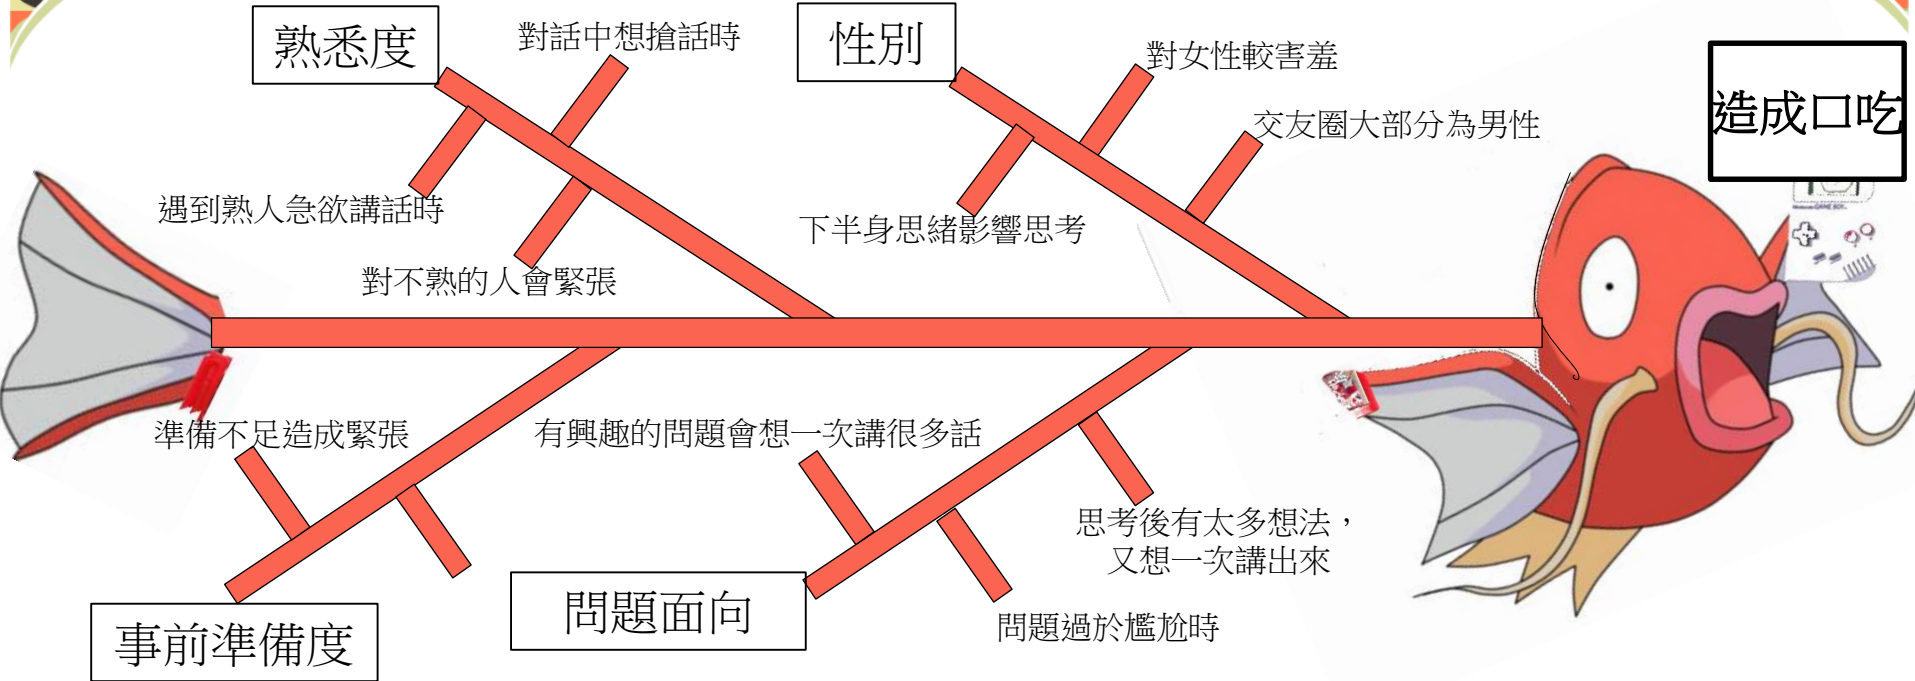 熟悉度
對話中想搶話時
遇到熟人急欲講話時
對不熟的人會緊張
性別
對女性較害羞
交友圈大部分為男性
下半身思緒影響思考
造成口吃
準備不足造成緊張
事前準備度
有興趣的問題會想一次講很多話
思考後有太多想法，
又想一次講出來
問題過於尷尬時
問題面向